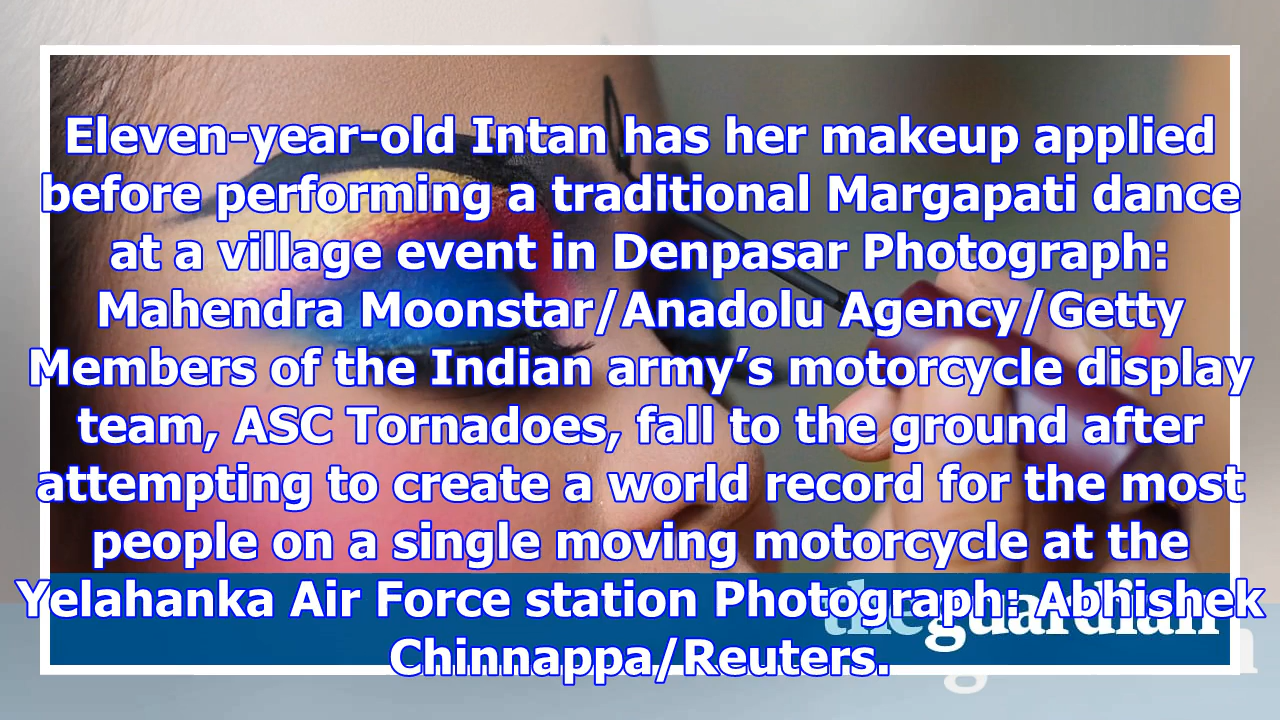 Eleven-year-old Intan has her makeup applied
before performing a traditional Margapati dance
at a village event in Denpasar Photograph:
Mahendra Moonstar/Anadolu Agency/Getty
Members of the Indian army’s motorcycle display
team, ASC Tornadoes, fall to the ground after
attempting to create a world record for the most
people on a single moving motorcycle at the
Yelahanka Air Force station Photograph: Abhishek
Chinnappa/Reuters.
theguardian